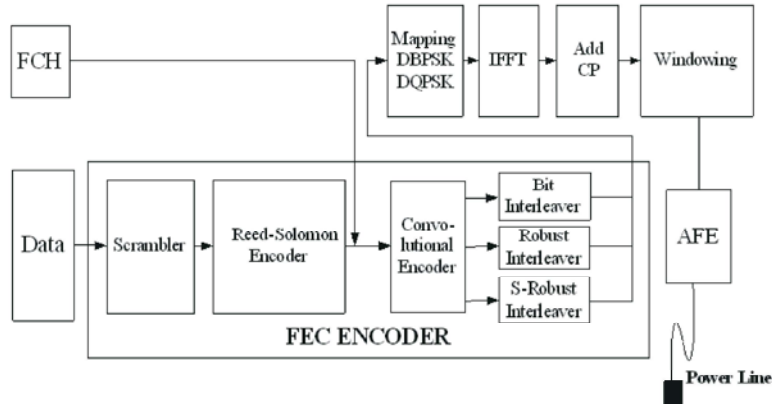 FCH
Mapping
DBPSK
DQPSK
IFFT
Add
CP
Windowing
Data
Scrambler
Reed-Solomon
Encoder
Convo-
lutional
Encoder
Bit
Interleaver
Robust
Interleaver
S-Robust
Interleaver
AFE
FEC ENCODER
Power Line